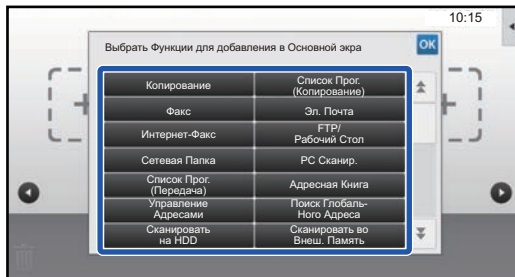 10:15
Выбрать Функции для добавления в Основной экра
OK
Копирование
Список Прог.
(Копирование)
Факс
Эл. Почта
Интернет-Факс
FTP/
Рабочий Стол
Сетевая Папка
PC Сканир.
Список Прог.
(Передача)
Адресная Книга
Управление
Адресами
Поиск Глобаль-
Ного Адреса
Сканировать
на HDD
Сканировать во
Внеш. Память